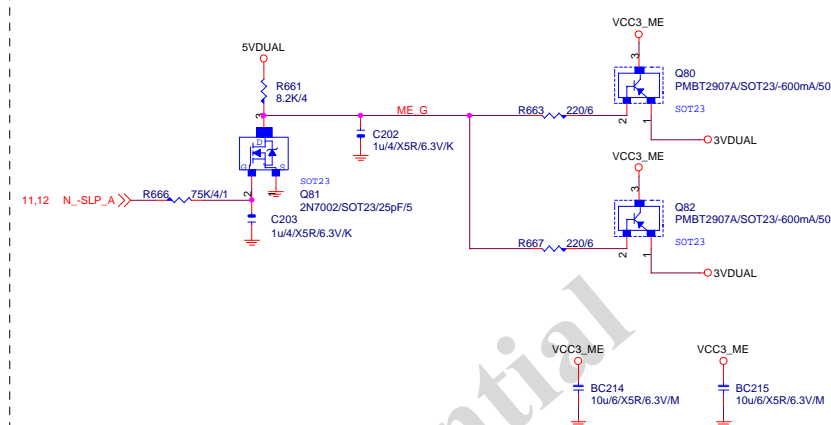 VCC3_ME
3
Q80
PMBT2907A/SOT23/-600mA/50
SOT23
2
1
3VDUAL
5VDUAL
R661
8.2K/4
3
ME_G
R663
220/6
C202
1u/4/X5R/6.3V/K
D
G
S
SOT23
Q81
2N7002/SOT23/25pF/5
2
1
11,12
N_-SLP_A
R666
75K/4/1
C203
1u/4/X5R/6.3V/K
VCC3_ME
3
Q82
PMBT2907A/SOT23/-600mA/50
SOT23
R667
220/6
2
1
3VDUAL
VCC3_ME
BC214
10u/6/X5R/6.3V/M
VCC3_ME
BC215
10u/6/X5R/6.3V/M
ential